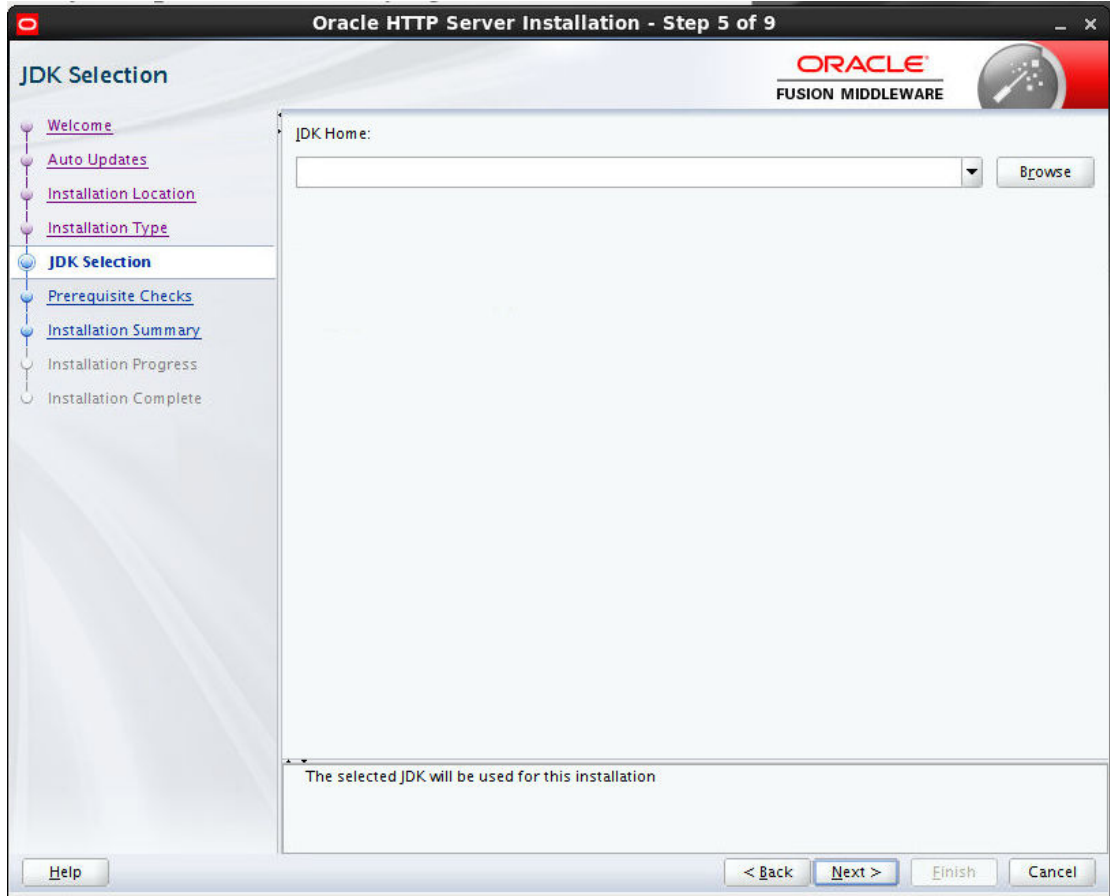 Oracle HTTP Server Installation - Step 5 of 9
JDK Selection
ORACLE
FUSION MIDDLEWARE
Welcome
Auto Updates
Installation Location
Installation Type
JDK Selection
Prerequisite Checks
Installation Summary
Installation Progress
Installation Complete
JDK Home:
Browse
The selected JDK will be used for this installation
Help
< Back
Next >
Finish
Cancel